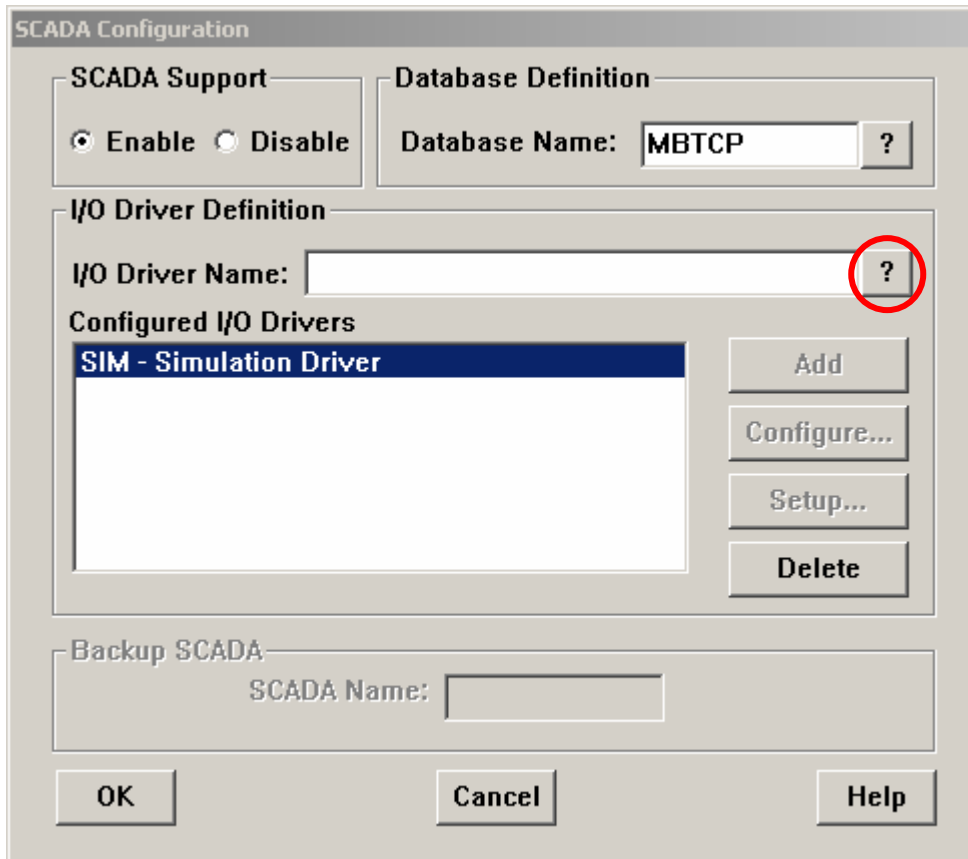 SCADA Configuration
SCADA Support
Enable Disable
Database Definition
Database Name: MBTCP ?
I/O Driver Definition
I/O Driver Name: ?
Configured I/O Drivers
SIM - Simulation Driver
Add
Configure...
Setup...
Delete
Backup SCADA
SCADA Name:
OK Cancel Help